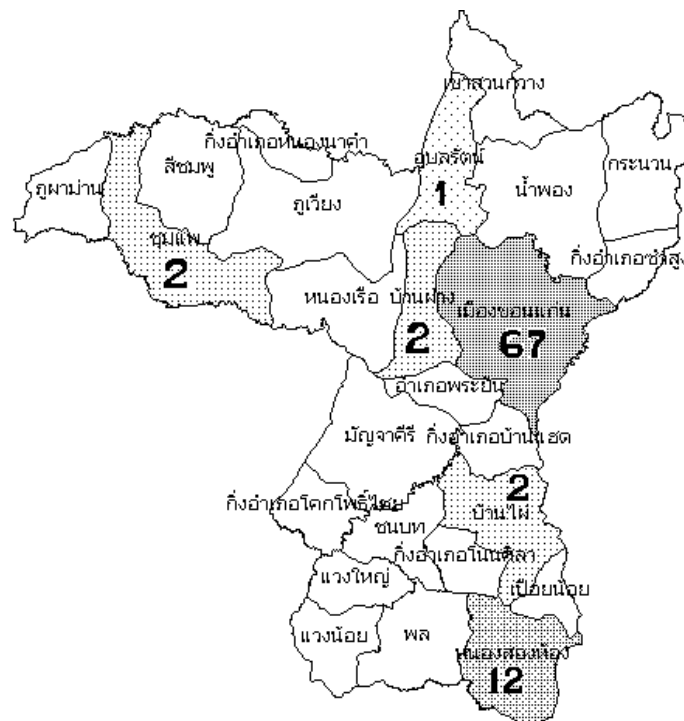 เขาสวนกวาง
กิ่งอำเภอหนองนาคำ
อุบลรัตน์
สีชมพู
กระนวน
ภูผาม่าน
น้ำพอง
1
ภูเวียง
ชุมแพ
กิ่งอำเภอซำสูง
2
หนองเรือ
บ้านฝาง
เมืองขอนแก่น
2
67
อำเภอพระยืน
มัญจาคีรี
กิ่งอำเภอบ้านแฮด
2
กิ่งอำเภอโคกโพธิ์ไชย
บ้านไผ่
ชนบท
กิ่งอำเภอโนนศิลา
แวงใหญ่
เปือยน้อย
แวงน้อย
พล
หนองสองห้อง
12